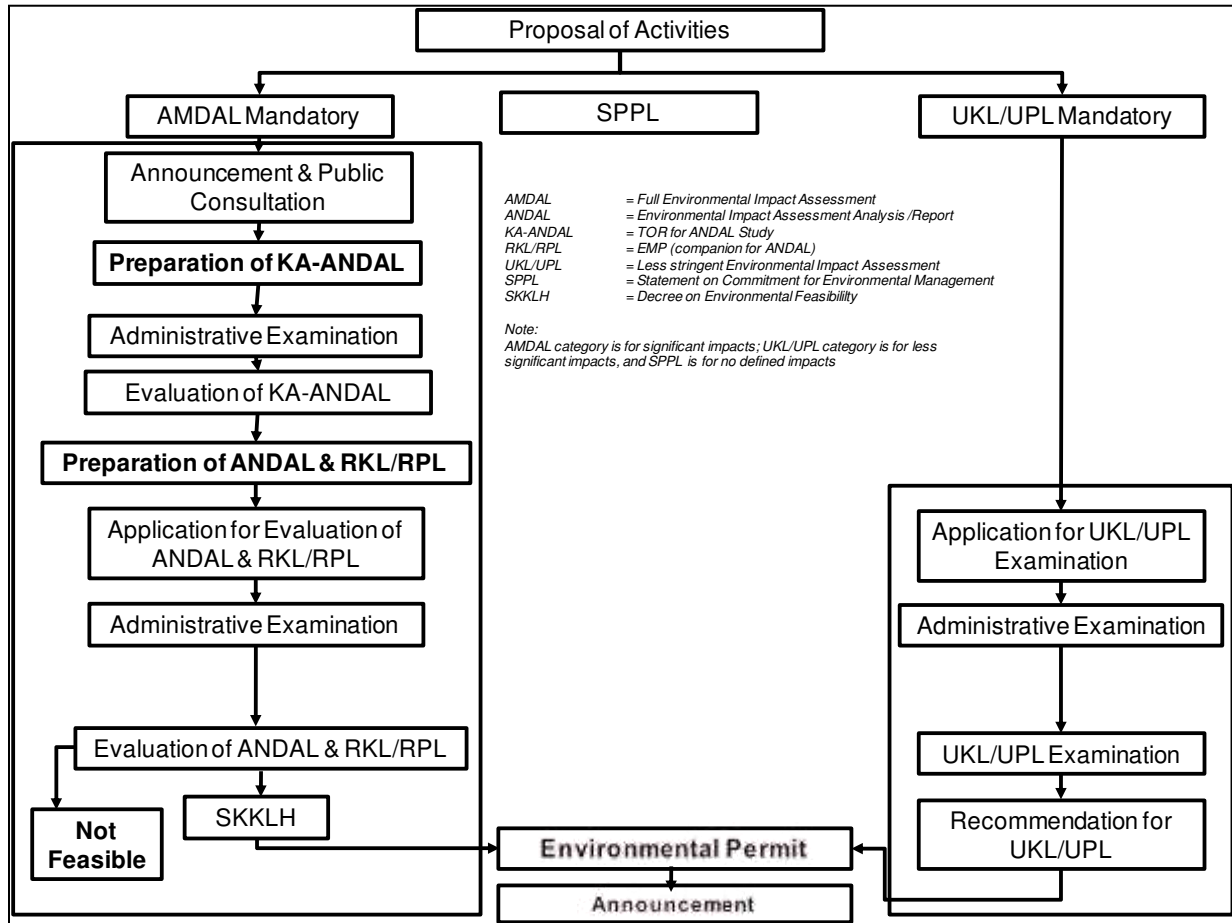 Proposal of Activities
AMDAL Mandatory
SPPL
UKL/UPL Mandatory
Announcement & Public
Consultation
Preparation of KA-ANDAL
Administrative Examination
Evaluation of KA-ANDAL
Preparation of ANDAL & RKL/RPL
Application for Evaluation of
ANDAL & RKL/RPL
Administrative Examination
Evaluation of ANDAL & RKL/RPL
Not
Feasible
SKKLH
AMDAL = Full Environmental Impact Assessment
ANDAL = Environmental Impact Assessment Analysis /Report
KA-ANDAL = TOR for ANDAL Study
RKL/RPL = EMP (companion for ANDAL)
UKL/UPL = Less stringent Environmental Impact Assessment
SPPL = Statement on Commitment for Environmental Management
SKKLH = Decree on Environmental Feasibililty
Note:
AMDAL category is for significant impacts; UKL/UPL category is for less
significant impacts, and SPPL is for no defined impacts
Application for UKL/UPL
Examination
Administrative Examination
UKL/UPL Examination
Recommendation for
UKL/UPL
Environmental Permit
Announcement